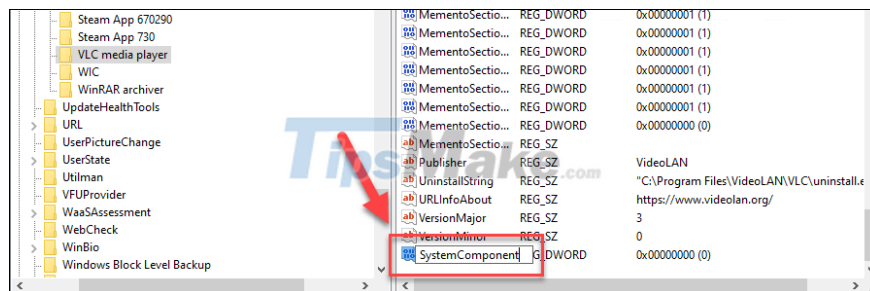 Steam App 670290
Steam App 730
VLC media player
WIC
WinRAR archiver
UpdateHealthTools
URL
UserPictureChange
UserState
Utilman
VFUProvider
WaaSAssessment
WebCheck
WinBio
Windows Block Level Backup
MementoSectio... REG_DWORD 0x00000001 (1)
MementoSectio... REG_DWORD 0x00000001 (1)
MementoSectio... REG_DWORD 0x00000001 (1)
MementoSectio... REG_DWORD 0x00000001 (1)
MementoSectio... REG_DWORD 0x00000001 (1)
MementoSectio... REG_DWORD 0x00000001 (1)
MementoSectio... REG_DWORD 0x00000000 (0)
MementoSectio... REG_SZ
Publisher REG_SZ VideoLAN
UninstallString REG_SZ "C:\Program Files\VideoLAN\VLC\uninstall.e
URLInfoAbout REG_SZ https://www.videolan.org/
VersionMajor REG_SZ 3
VersionMinor REG_SZ 0
SystemComponent G_DWORD 0x00000000 (0)
TipsMake.com